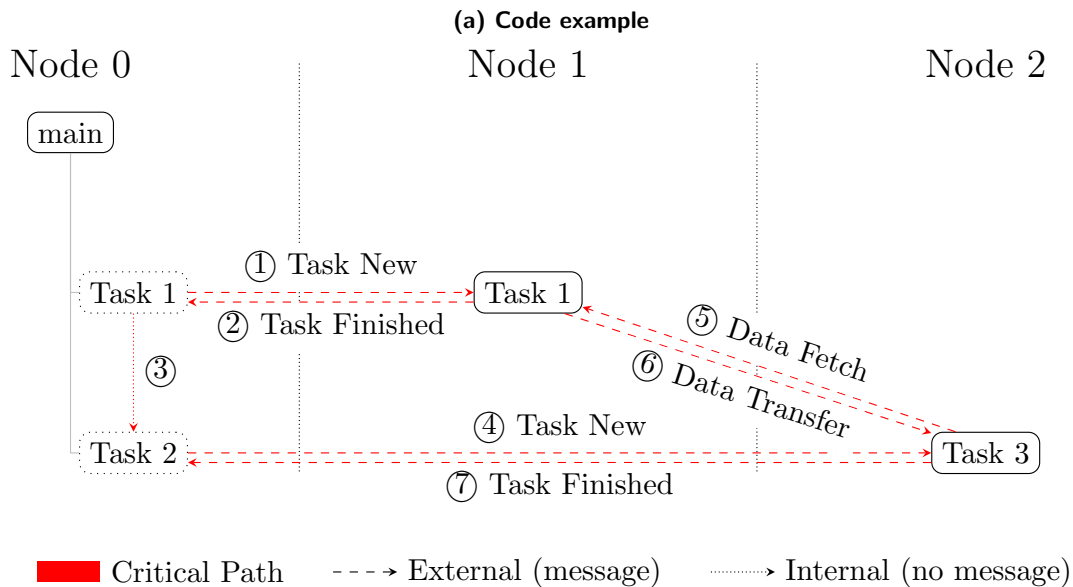 (a) Code example
Node 0 Node 1 Node 2
main
① Task New
Task 1 Task 1
② Task Finished
⑤ Data Fetch
③
⑥ Data Transfer
④ Task New
Task 2 Task 3
⑦ Task Finished
Critical Path External (message) Internal (no message)